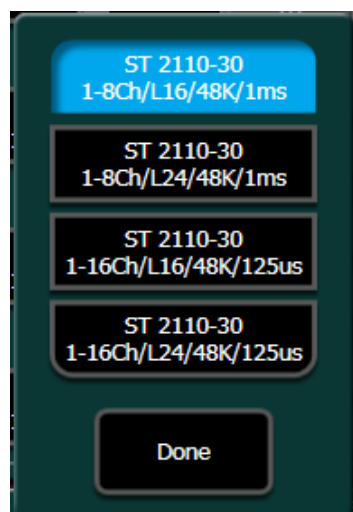 ST 2110-30
1-8Ch/L16/48K/1ms
ST 2110-30
1-8Ch/L24/48K/1ms
ST 2110-30
1-16Ch/L16/48K/125us
ST 2110-30
1-16Ch/L24/48K/125us
Done